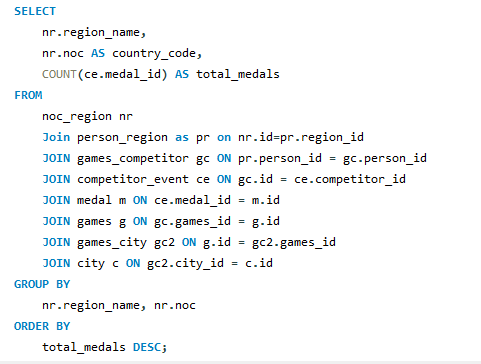 SELECT
nr.region_name,
nr.noc AS country_code,
COUNT(ce.medal_id) AS total_medals
FROM
noc_region nr
Join person_region as pr on nr.id=pr.region_id
JOIN games_competitor gc ON pr.person_id = gc.person_id
JOIN competitor_event ce ON gc.id = ce.competitor_id
JOIN medal m ON ce.medal_id = m.id
JOIN games g ON gc.games_id = g.id
JOIN games_city gc2 ON g.id = gc2.games_id
JOIN city c ON gc2.city_id = c.id
GROUP BY
nr.region_name, nr.noc
ORDER BY
total_medals DESC;